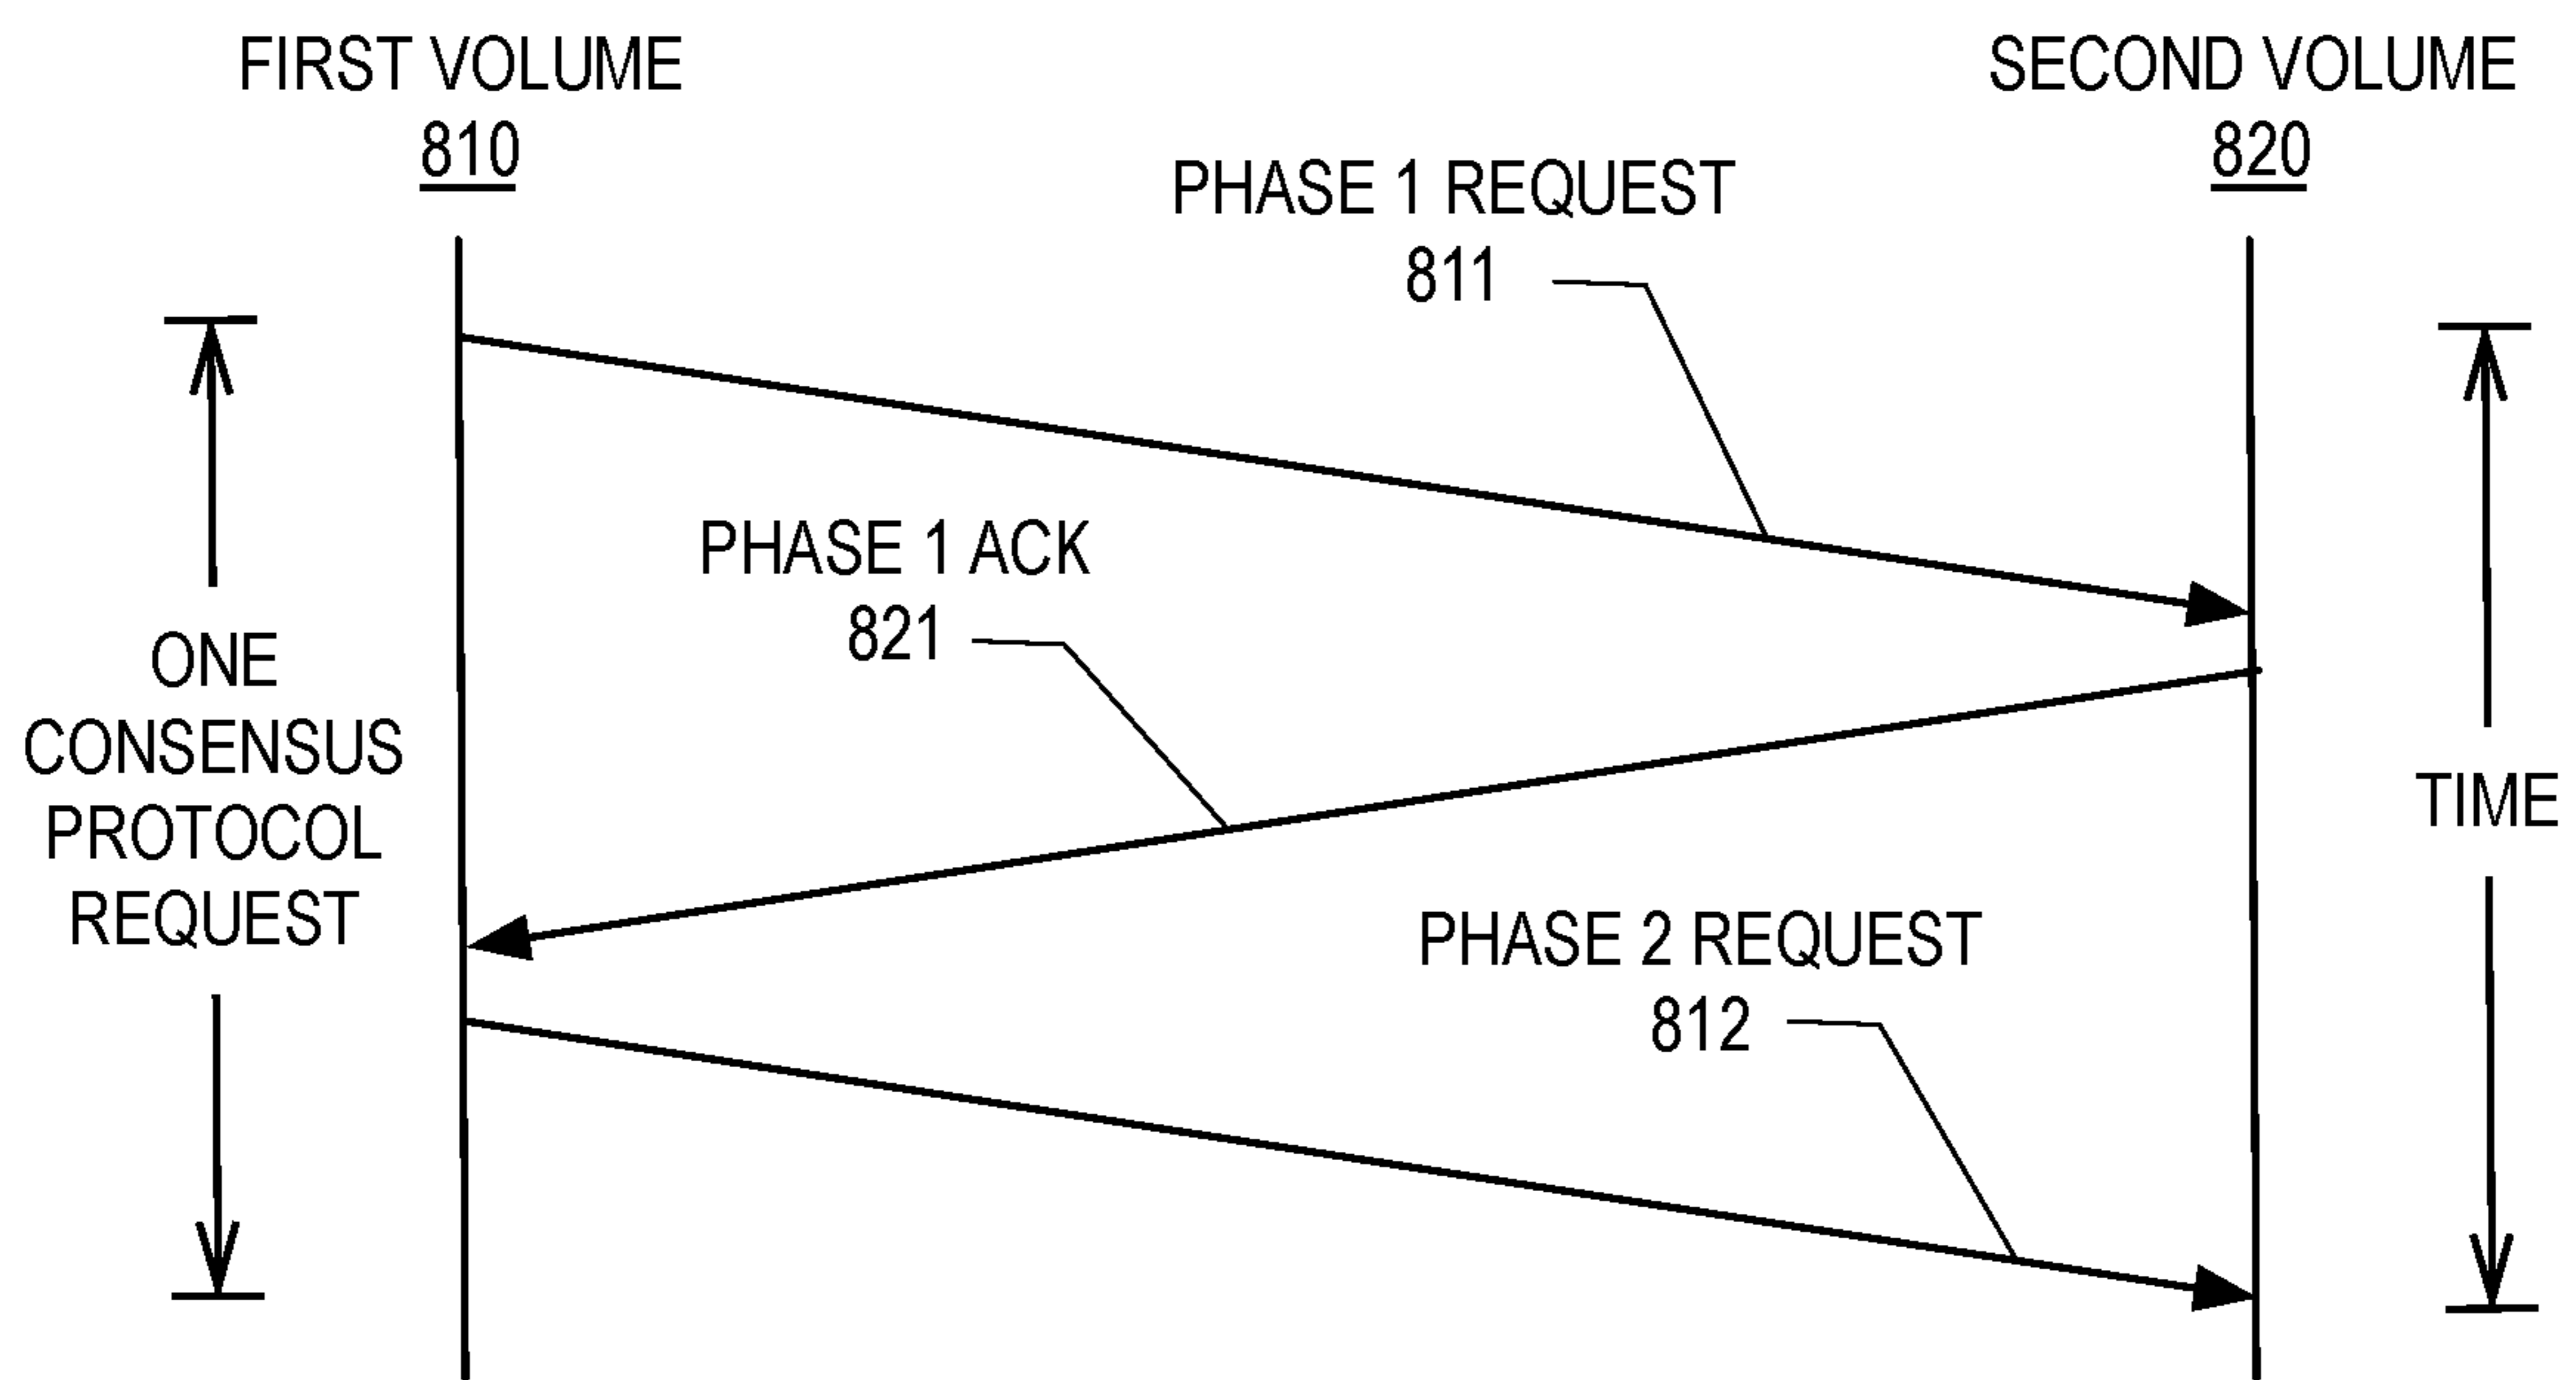 FIRST VOLUME
810
SECOND VOLUME
820
PHASE 1 REQUEST
811
PHASE 1 ACK
821
ONE
CONSENSUS
PROTOCOL
REQUEST
TIME
PHASE 2 REQUEST
812